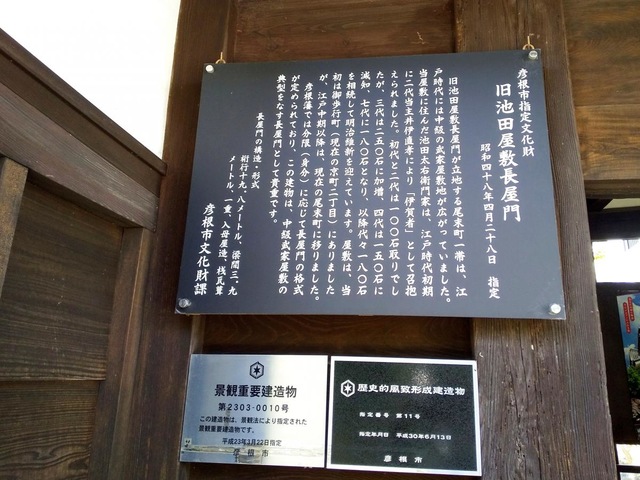 彦根市指定文化財
旧池田屋敷長屋門
昭和四十八年四月二十八日 指定
旧池田屋敷長屋門が立地する尾末町一帯は、江
戸時代には中級の武家屋敷地が広がっていました。
当屋敷に住んだ池田太右衛門家は、江戸時代初期
に二代当主井伊直孝により「伊賀者」として召抱
えられました。初代と二代は一〇〇石取りでし
たが、三代は二五〇石に加増、四代は一五〇石に
減知、七代に一八〇石となり、以降代々一八〇石
を相続して明治維新を迎えています。屋敷は、当
初は御歩行町(現在の京町二丁目)にありました
が、江戸中期以降は、現在の尾末町に移りました。
彦根藩では分限(身分)に応じて長屋門の格式
が定められており、この建物は、中級武家屋敷の
典型をなす長屋門として貴重です。
長屋門の構造・形式
桁行十九、八メートル、梁間三、九
メートル、一重、入母屋造、桟瓦葺
彦根市文化財課
景観重要建造物
第2303-0010号
この建造物は、景観法により指定された
景観重要建造物です。
平成23年3月22日指定
彦根市
歴史的風致形成建造物
指定番号 第11号
指定年月日 平成30年6月13日
彦根市